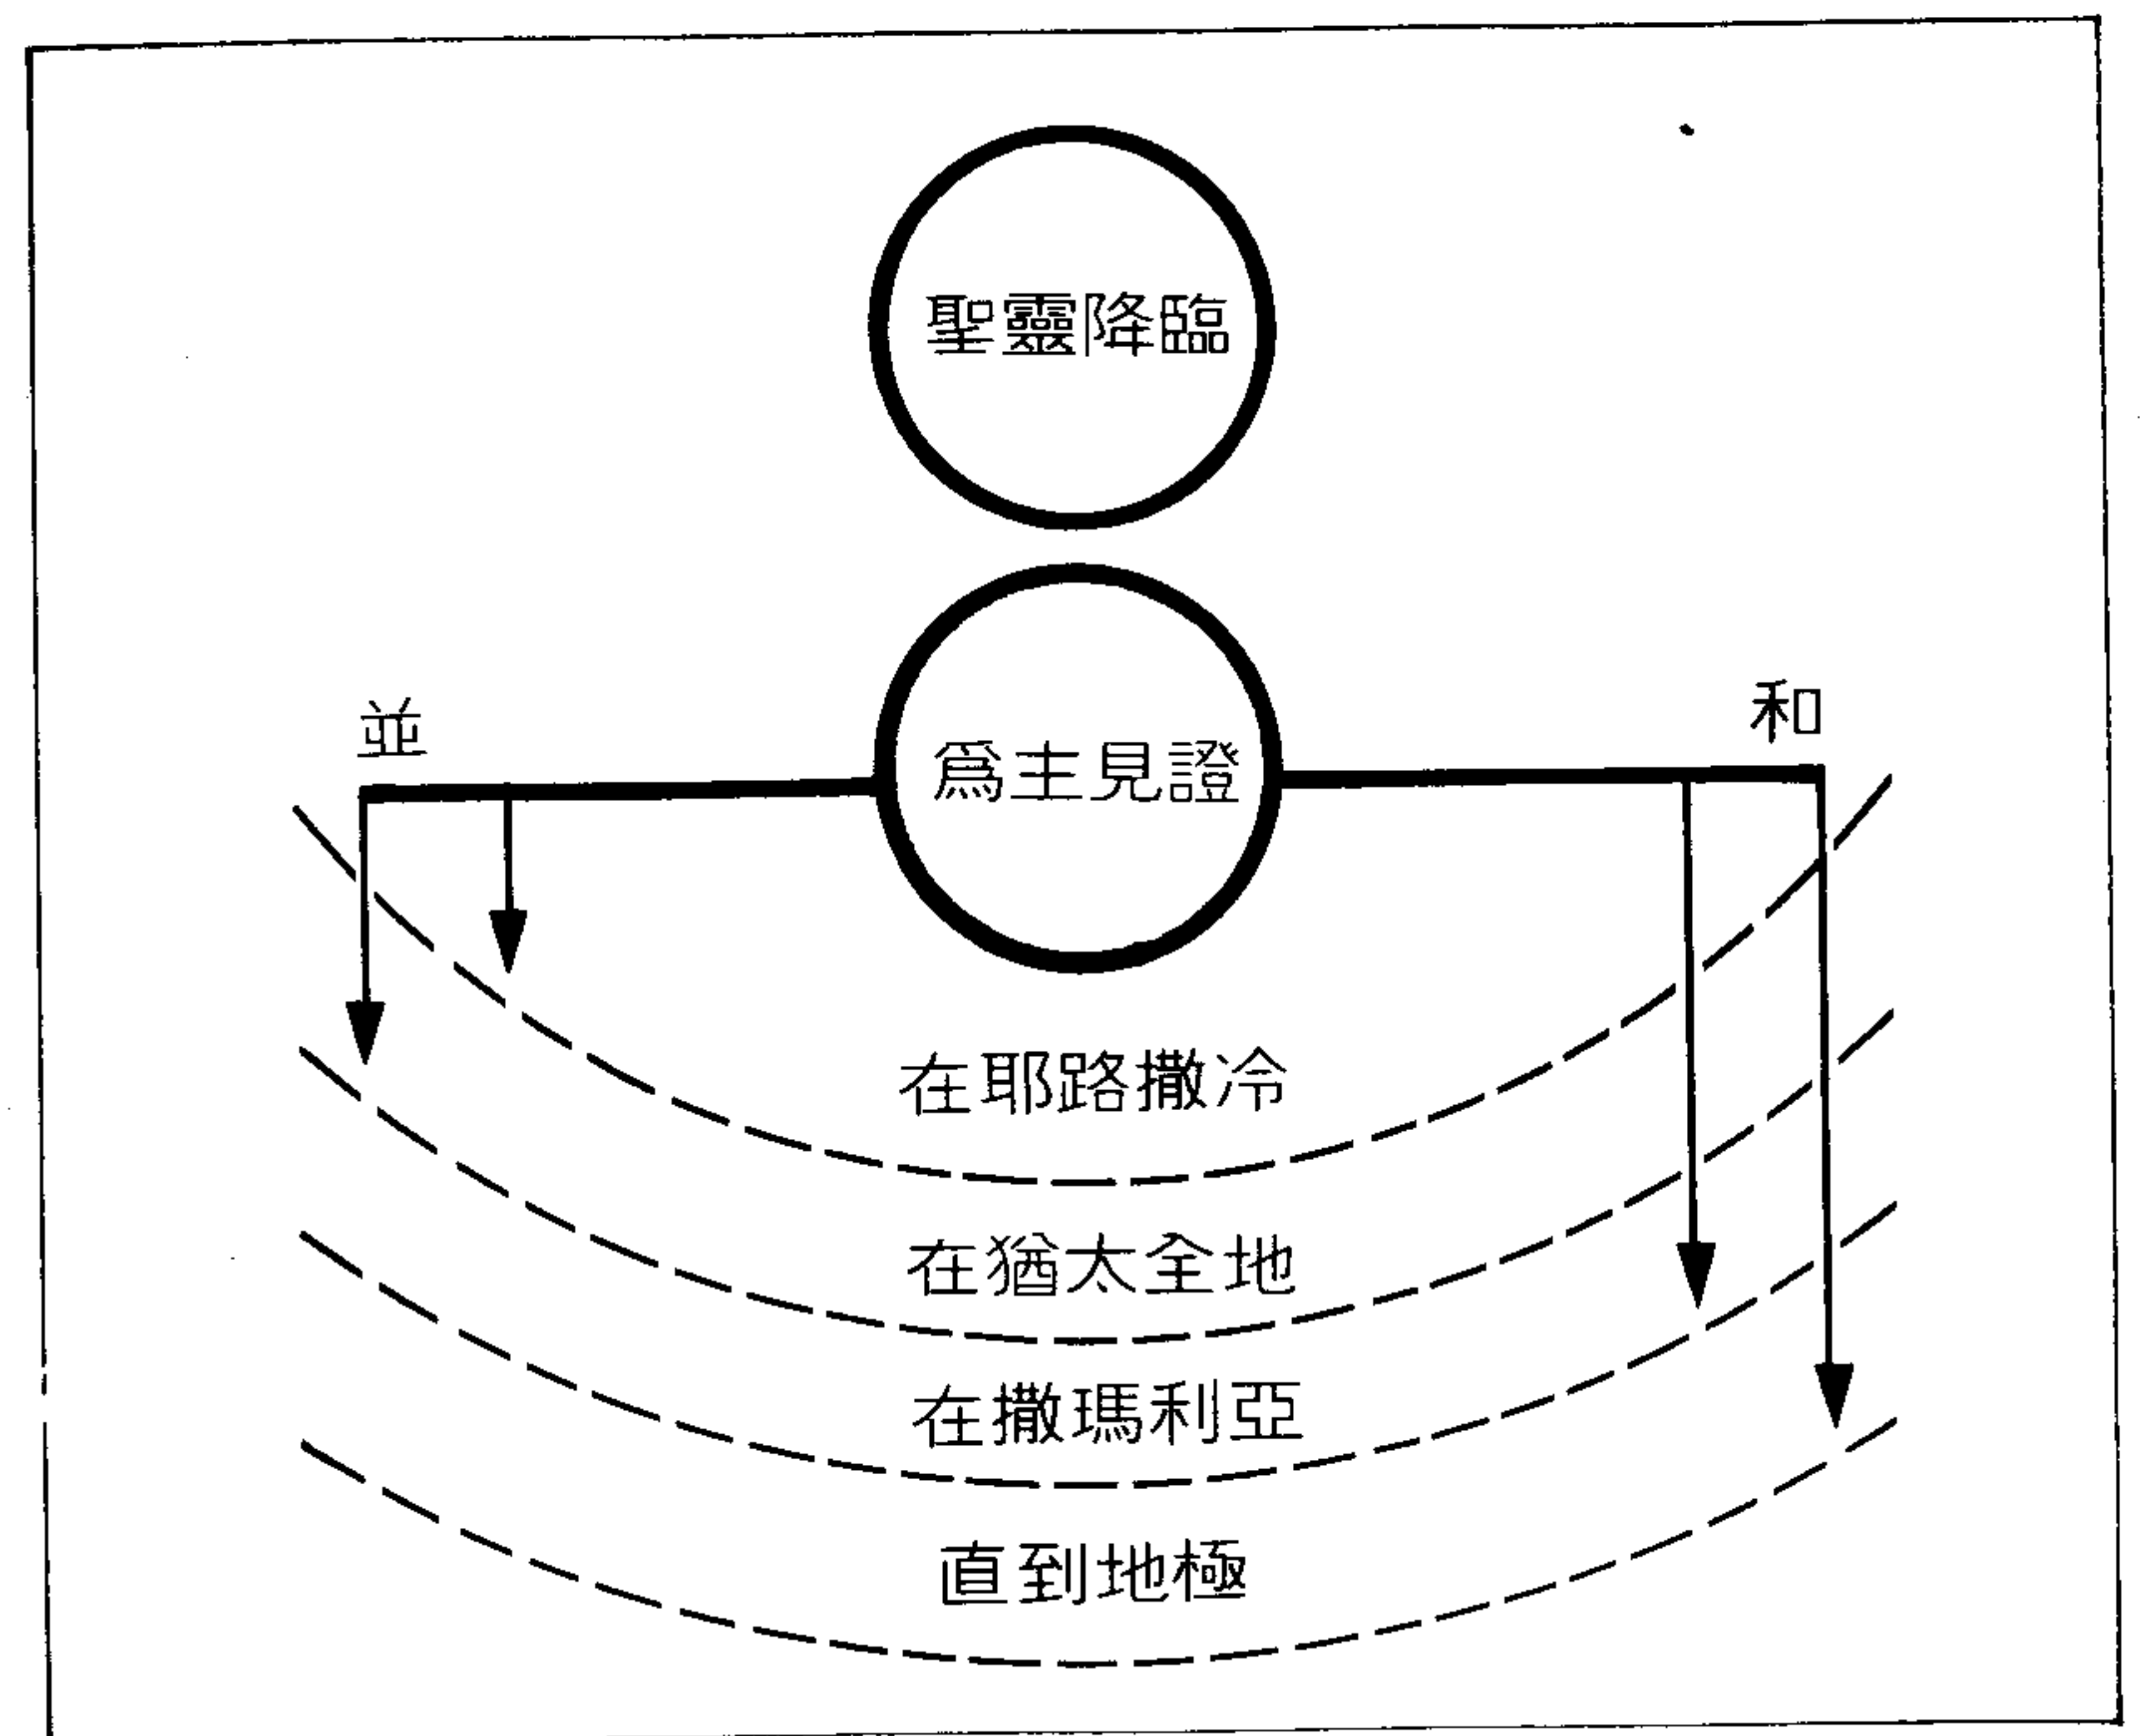 聖靈降臨
並
為主見證
和
在耶路撒冷
在猶太全地
在撒瑪利亞
直到地極